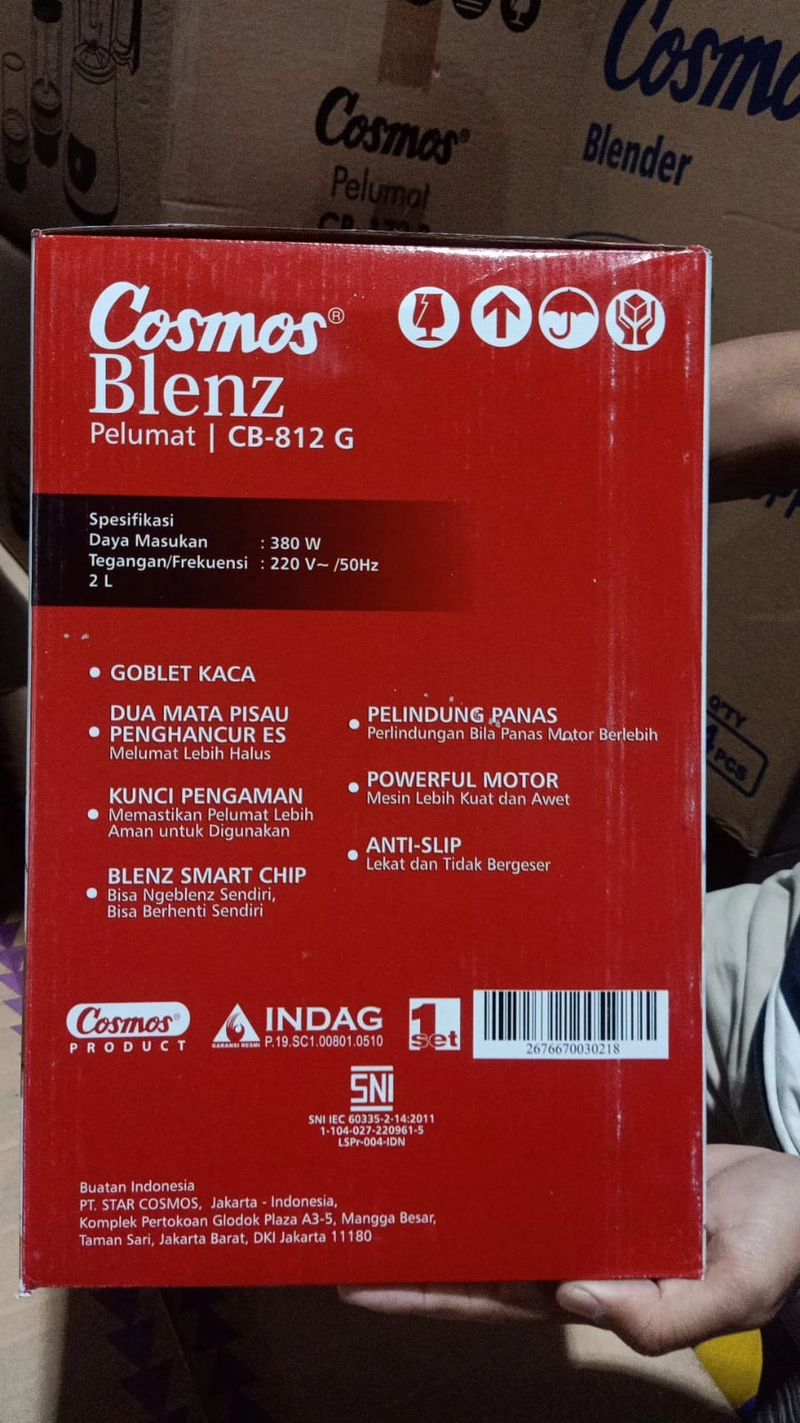 Cosmos®
Pelumat
Cosmo
Blender
Cosmos®
Blenz
Pelumat | CB-812 G
Spesifikasi
Daya Masukan : 380 W
Tegangan/Frekuensi : 220 V~ /50Hz
2 L
GOBLET KACA
DUA MATA PISAU
PENGHANCUR ES
Melumat Lebih Halus
KUNCI PENGAMAN
Memastikan Pelumat Lebih
Aman untuk Digunakan
BLENZ SMART CHIP
Bisa Ngeblenz Sendiri,
Bisa Berhenti Sendiri
PELINDUNG PANAS
Perlindungan Bila Panas Motor Berlebih
POWERFUL MOTOR
Mesin Lebih Kuat dan Awet
ANTI-SLIP
Lekat dan Tidak Bergeser
Q'TY
4 PCS
Cosmos®
PRODUCT
GARANSI RESMI
INDAG
P.19.SC1.00801.0510
1 set
2676670030218
SNI
SNI IEC 60335-2-14:2011
1-104-027-220961-5
LSPr-004-IDN
Buatan Indonesia
PT. STAR COSMOS, Jakarta - Indonesia,
Komplek Pertokoan Glodok Plaza A3-5, Mangga Besar,
Taman Sari, Jakarta Barat, DKI Jakarta 11180